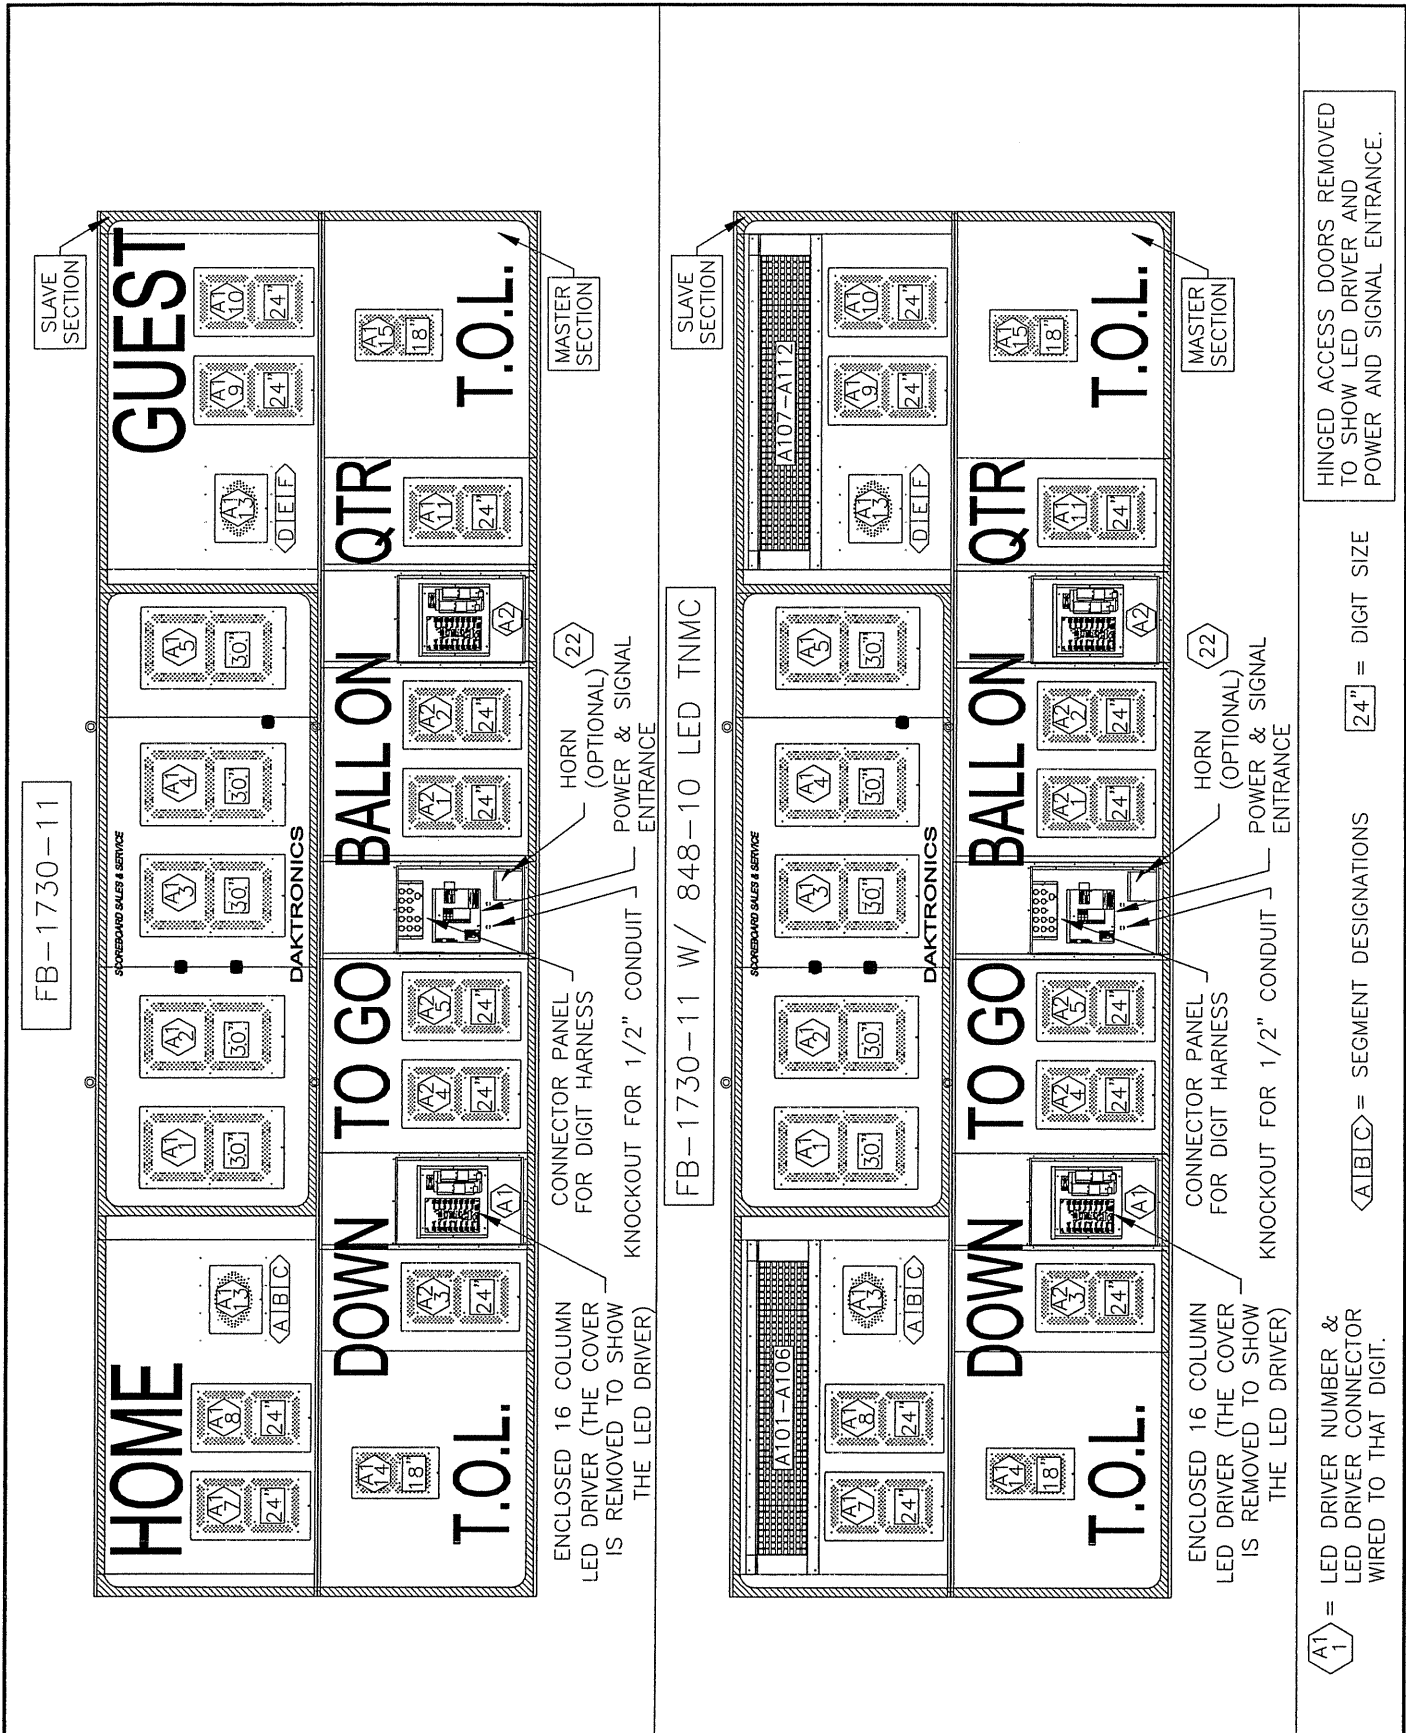 FB-1730-11
SLAVE
SECTION
HOME
GUEST
A1
7
24"
A1
8
24"
A1
13
A B C
A1
1
30"
A1
2
30"
SCOREBOARD SALES & SERVICE
A1
3
30"
A1
4
30"
A1
5
30"
DAKTRONICS
A1
13
D E F
A1
9
24"
A1
10
24"
DOWN
TO GO
BALL ON
QTR
A1
14
18"
T.O.L.
A2
3
24"
A1
A2
4
24"
A2
5
24"
A2
1
24"
A2
2
24"
A2
A1
11
24"
A1
15
18"
T.O.L.
MASTER
SECTION
ENCLOSED 16 COLUMN
LED DRIVER (THE COVER
IS REMOVED TO SHOW
THE LED DRIVER)
CONNECTOR PANEL
FOR DIGIT HARNESS
KNOCKOUT FOR 1/2" CONDUIT
HORN
(OPTIONAL)
22
POWER & SIGNAL
ENTRANCE
FB-1730-11 W/ 848-10 LED TNMC
SLAVE
SECTION
A101-A106
A107-A112
A1
7
24"
A1
8
24"
A1
13
A B C
A1
1
30"
A1
2
30"
SCOREBOARD SALES & SERVICE
A1
3
30"
A1
4
30"
A1
5
30"
DAKTRONICS
A1
13
D E F
A1
9
24"
A1
10
24"
DOWN
TO GO
BALL ON
QTR
A1
14
18"
T.O.L.
A2
3
24"
A1
A2
4
24"
A2
5
24"
A2
1
24"
A2
2
24"
A2
A1
11
24"
A1
15
18"
T.O.L.
MASTER
SECTION
ENCLOSED 16 COLUMN
LED DRIVER (THE COVER
IS REMOVED TO SHOW
THE LED DRIVER)
CONNECTOR PANEL
FOR DIGIT HARNESS
KNOCKOUT FOR 1/2" CONDUIT
HORN
(OPTIONAL)
22
POWER & SIGNAL
ENTRANCE
A1
1
= LED DRIVER NUMBER &
LED DRIVER CONNECTOR
WIRED TO THAT DIGIT.
A B C = SEGMENT DESIGNATIONS
24" = DIGIT SIZE
HINGED ACCESS DOORS REMOVED
TO SHOW LED DRIVER AND
POWER AND SIGNAL ENTRANCE.